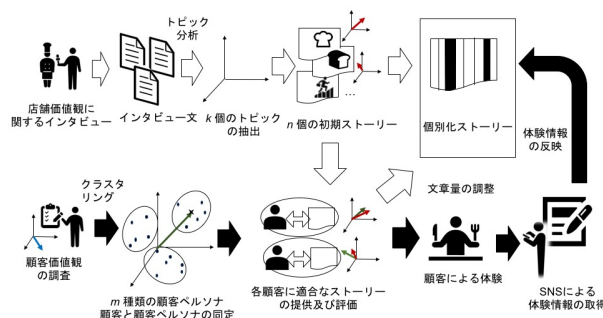 トピック
分析
店舗価値観に
関するインタビュー
インタビュー文
k 個のトピック
の抽出
…
n 個の初期ストーリー
個別化ストーリー
体験情報
の反映
文章量の調整
クラスタ
リング
顧客価値観
の調査
m 種類の顧客ペルソナ
顧客と顧客ペルソナの同定
各顧客に適合なストーリー
の提供及び評価
顧客による体験
SNSによる
体験情報の取得